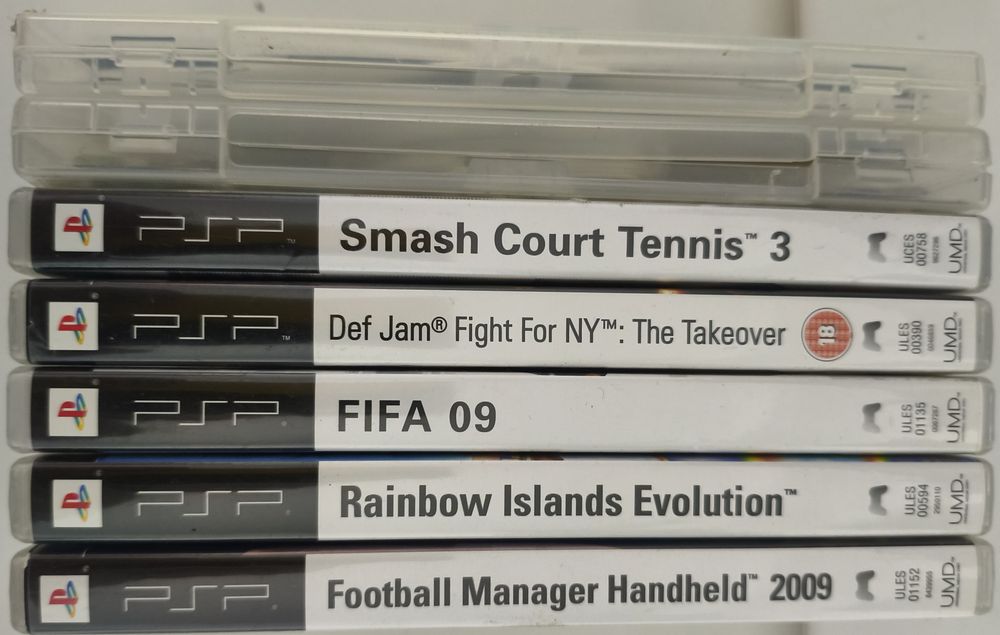 PSP™ Smash Court Tennis™ 3 UCES 00758 UMD
PSP™ Def Jam® Fight For NY™: The Takeover 18 ULES 00390 UMD
PSP FIFA 09 ULES 01135 UMD
PSP Rainbow Islands Evolution™ ULES 00594 UMD
PSP Football Manager Handheld™ 2009 ULES 01152 UMD